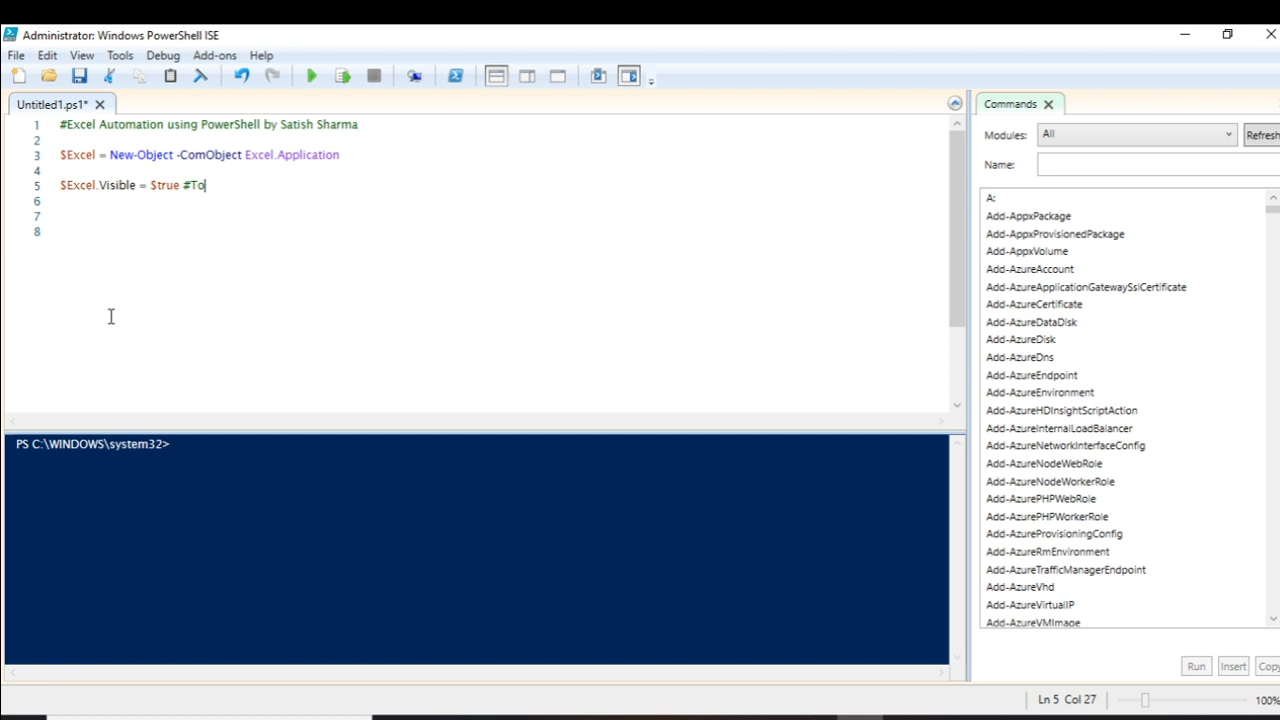 Administrator: Windows PowerShell ISE
File Edit View Tools Debug Add-ons Help
Untitled1.ps1*
1 #Excel Automation using PowerShell by Satish Sharma
2
3 $Excel = New-Object -ComObject Excel.Application
4
5 $Excel.Visible = $true #To
6
7
8
PS C:\WINDOWS\system32>
Commands
Modules: All Refresh
Name:
A:
Add-AppxPackage
Add-AppxProvisionedPackage
Add-AppxVolume
Add-AzureAccount
Add-AzureApplicationGatewaySslCertificate
Add-AzureCertificate
Add-AzureDataDisk
Add-AzureDisk
Add-AzureDns
Add-AzureEndpoint
Add-AzureEnvironment
Add-AzureHDInsightScriptAction
Add-AzureInternalLoadBalancer
Add-AzureNetworkInterfaceConfig
Add-AzureNodeWebRole
Add-AzureNodeWorkerRole
Add-AzurePHPWebRole
Add-AzurePHPWorkerRole
Add-AzureProvisioningConfig
Add-AzureRmEnvironment
Add-AzureTrafficManagerEndpoint
Add-AzureVhd
Add-AzureVirtualIP
Add-AzureVMImage
Run Insert Copy
Ln 5 Col 27 100%